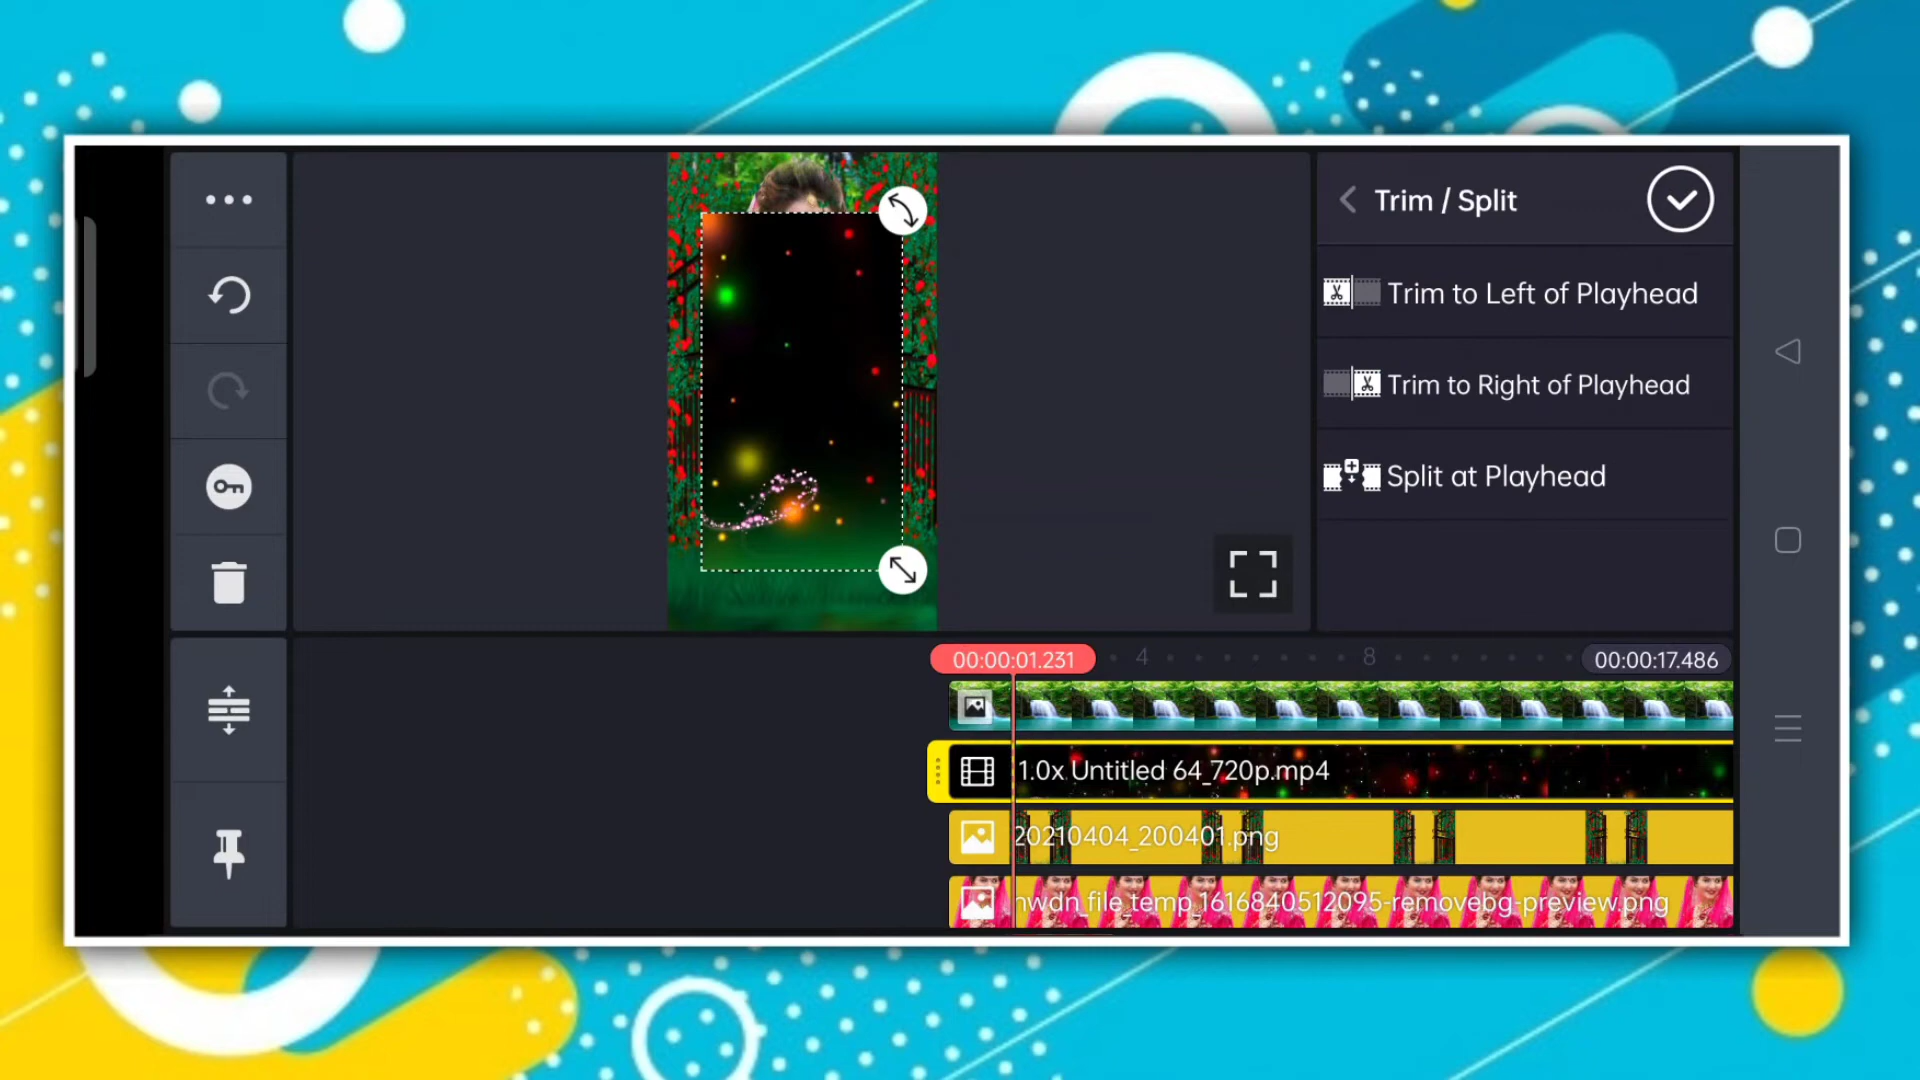 Trim / Split
Trim to Left of Playhead
Trim to Right of Playhead
Split at Playhead
00:00:01.231
4
8
00:00:17.486
1.0x Untitled 64_720p.mp4
20210404_200401.png
nwdn_file_temp_1616840512095-removebg-preview.png